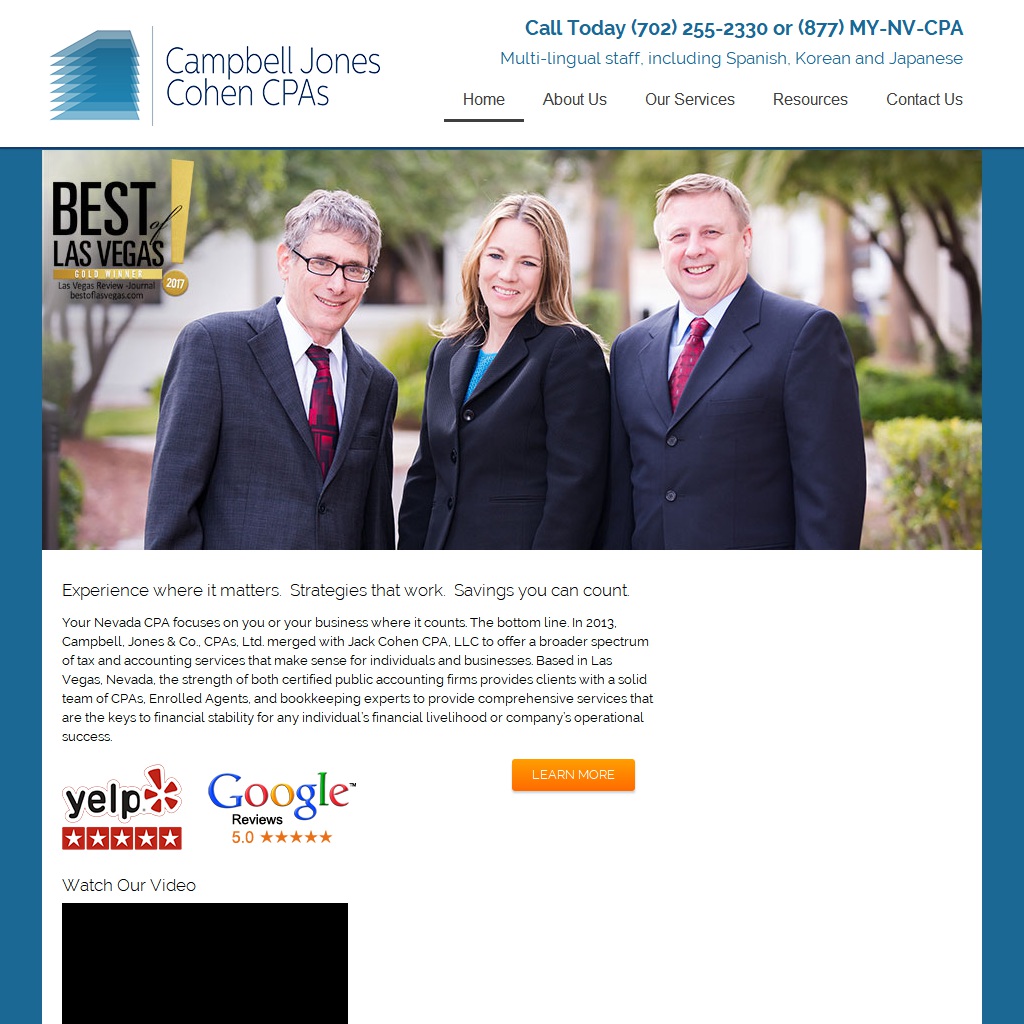 Call Today (702) 255-2330 or (877) MY-NV-CPA
Multi-lingual staff, including Spanish, Korean and Japanese
Campbell Jones
Cohen CPAs
Home About Us Our Services Resources Contact Us
BEST of
LAS VEGAS
GOLD WINNER
Las Vegas Review -Journal
bestoflasvegas.com
2017
Experience where it matters. Strategies that work. Savings you can count.
Your Nevada CPA focuses on you or your business where it counts. The bottom line. In 2013,
Campbell, Jones & Co., CPAs, Ltd. merged with Jack Cohen CPA, LLC to offer a broader spectrum
of tax and accounting services that make sense for individuals and businesses. Based in Las
Vegas, Nevada, the strength of both certified public accounting firms provides clients with a solid
team of CPAs, Enrolled Agents, and bookkeeping experts to provide comprehensive services that
are the keys to financial stability for any individual's financial livelihood or company's operational
success.
LEARN MORE
yelp
Google™
Reviews
5.0
Watch Our Video